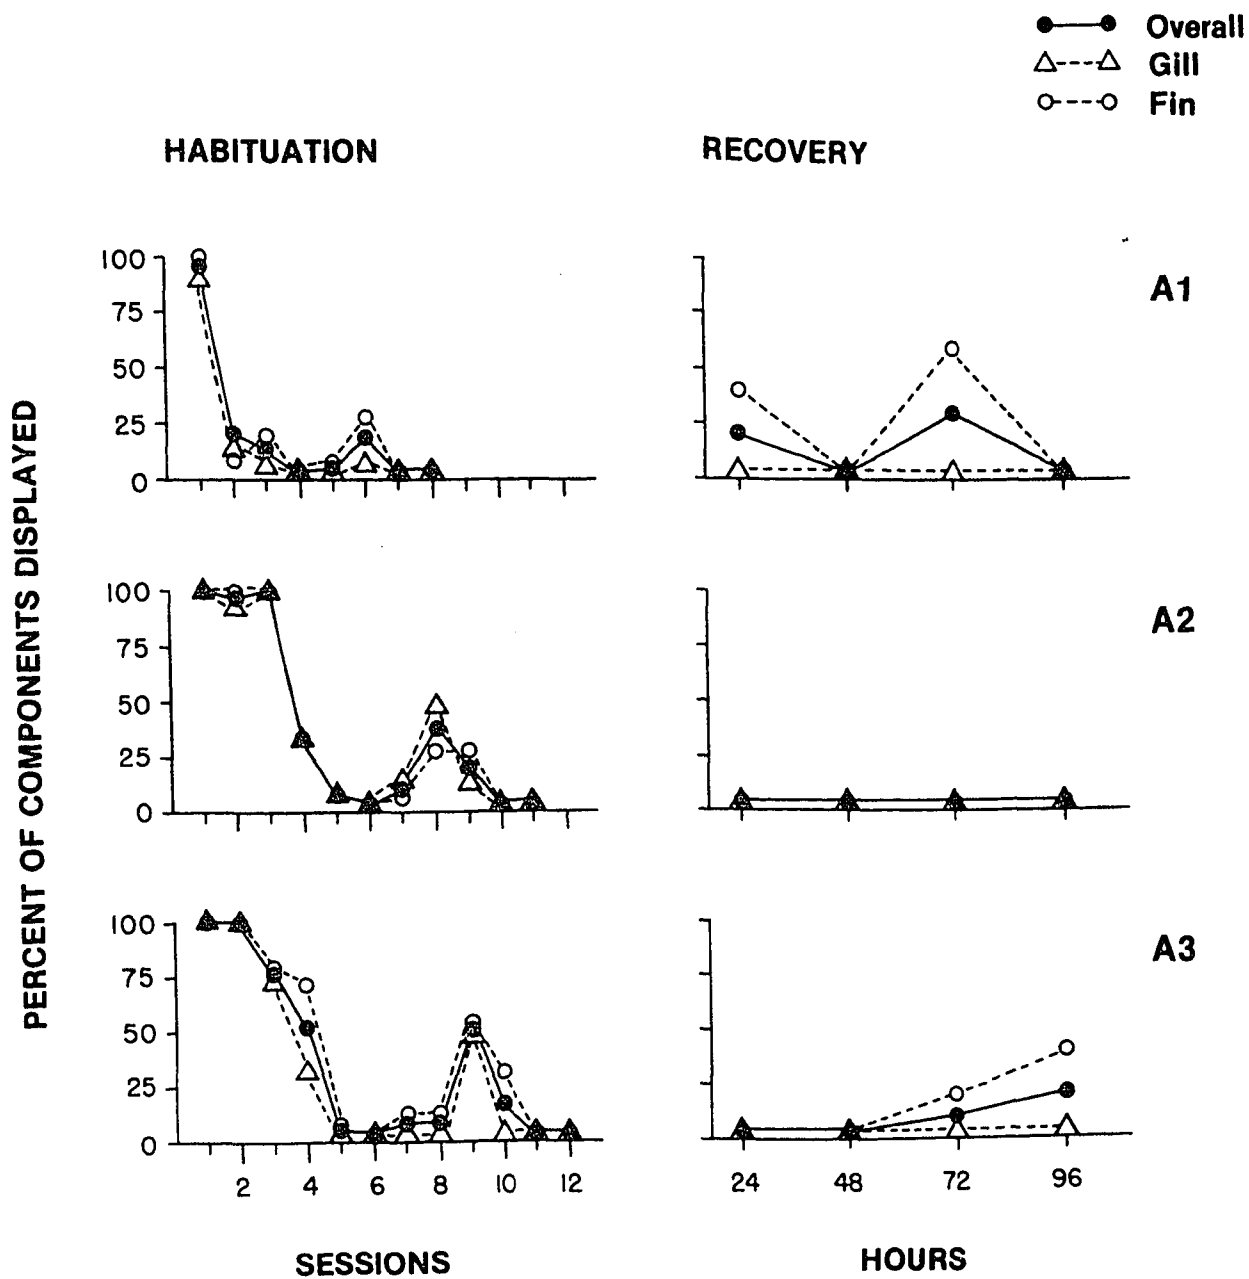 Overall
Gill
Fin
HABITUATION
RECOVERY
PERCENT OF COMPONENTS DISPLAYED
100
75
50
25
0
A1
100
75
50
25
0
A2
100
75
50
25
0
A3
2 4 6 8 10 12
24 48 72 96
SESSIONS
HOURS